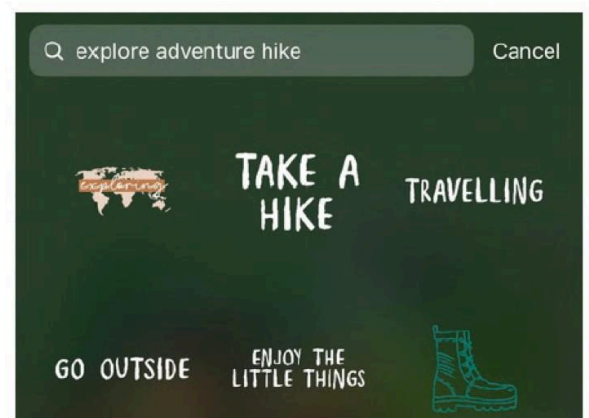 explore adventure hike
Cancel
exploring
TAKE A
HIKE
TRAVELLING
GO OUTSIDE
ENJOY THE
LITTLE THINGS